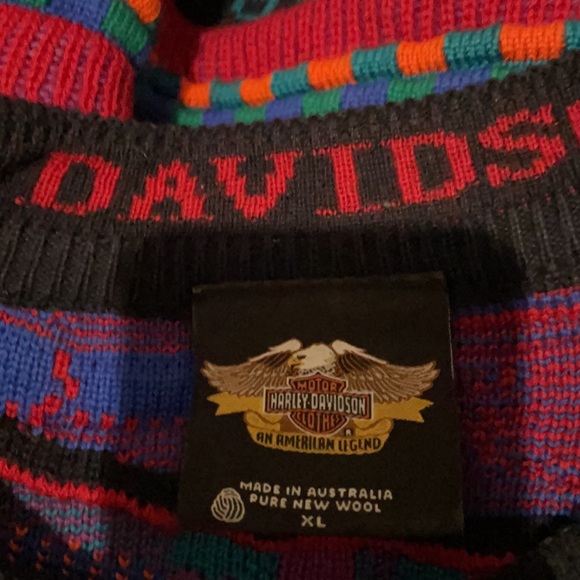 DAVIDS
MOTOR
HARLEY-DAVIDSON
CLOTHES
®
AN AMERICAN LEGEND
MADE IN AUSTRALIA
PURE NEW WOOL
XL